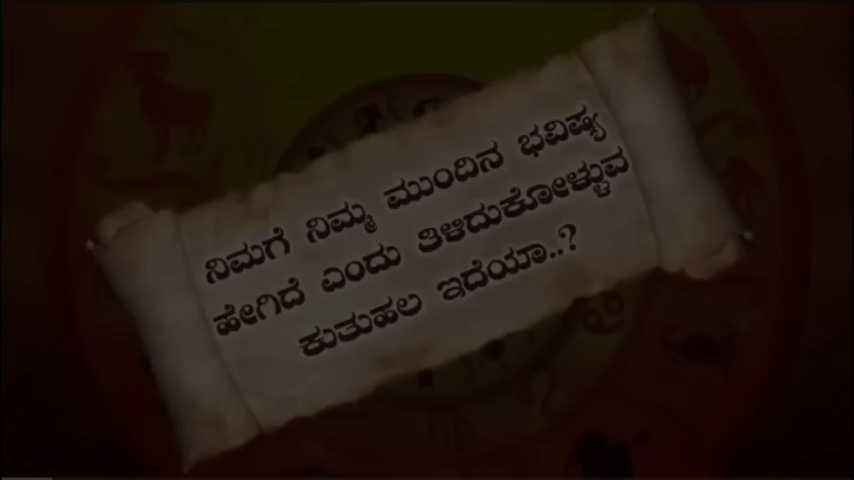 ನಿಮಗೆ ನಿಮ್ಮ ಮುಂದಿನ ಭವಿಷ್ಯ
ಹೇಗಿದೆ ಎಂದು ತಿಳಿದುಕೋಳ್ಳುವ
ಕುತುಹಲ ಇದೆಯಾ..?